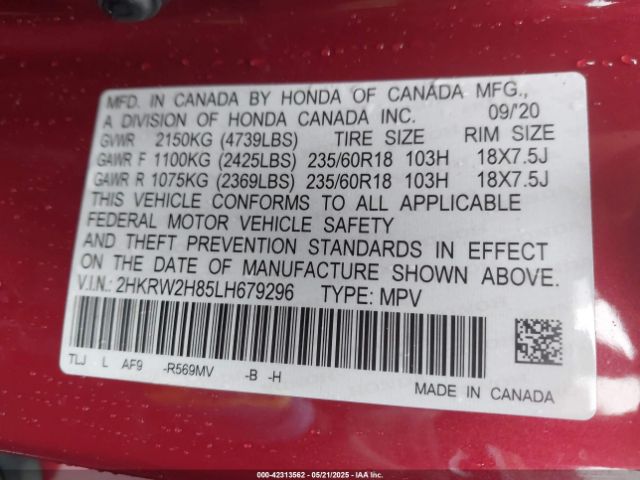 MFD. IN CANADA BY HONDA OF CANADA MFG.,
A DIVISION OF HONDA CANADA INC. 09/'20
GVWR 2150KG (4739LBS) TIRE SIZE RIM SIZE
GAWR F 1100KG (2425LBS) 235/60R18 103H 18X7.5J
GAWR R 1075KG (2369LBS) 235/60R18 103H 18X7.5J
THIS VEHICLE CONFORMS TO ALL APPLICABLE
FEDERAL MOTOR VEHICLE SAFETY
AND THEFT PREVENTION STANDARDS IN EFFECT
ON THE DATE OF MANUFACTURE SHOWN ABOVE.
V.I.N.: 2HKRW2H85LH679296 TYPE: MPV
TLJ L AF9 -R569MV -B -H
MADE IN CANADA
000-42313562 - 05/21/2025 - IAA, Inc.